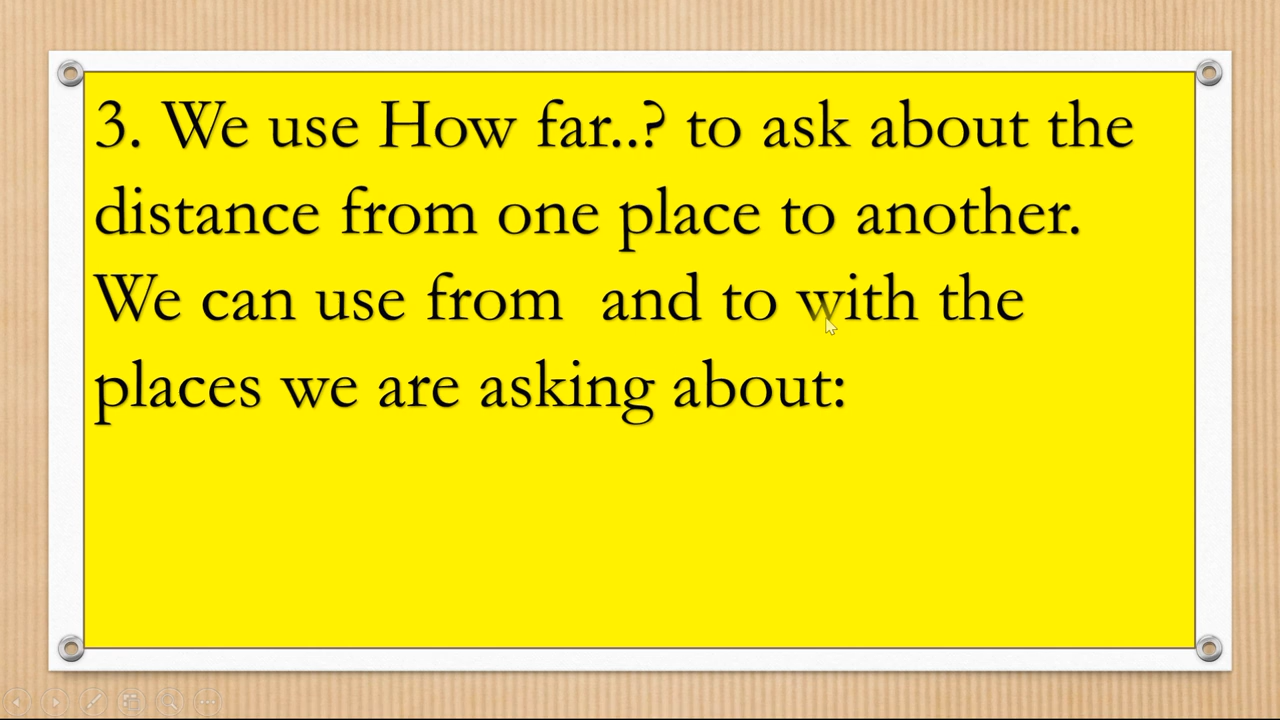 3. We use How far..? to ask about the
distance from one place to another.
We can use from  and to with the
places we are asking about: